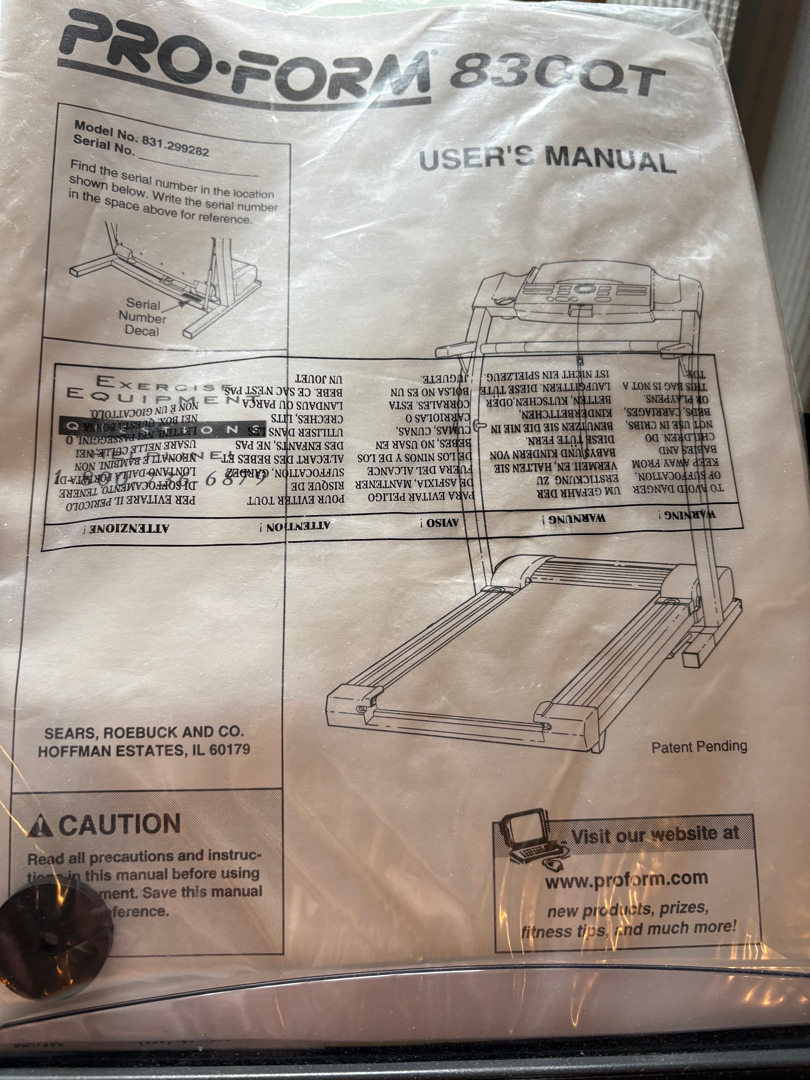 PRO-FORM® 830QT
USER'S MANUAL
Model No. 831.299282
Serial No.
Find the serial number in the location
shown below. Write the serial number
in the space above for reference.
Serial
Number
Decal
EXERCISE
EQUIPMENT
WARNING !
TO AVOID DANGER
OF SUFFOCATION,
KEEP AWAY FROM
BABIES AND
CHILDREN. DO
NOT USE IN CRIBS,
BEDS, CARRIAGES,
OR PLAYPENS.
THIS BAG IS NOT A
TOY.
WARNUNG !
UM GEFAHR DER
ERSTICKUNG ZU
VERMEIEN, HALTEN SIE
BABYS UND KINDERN VON
DIESE TUTE FERN.
BENUTZEN SIE DIE NIE IN
KINDERBETTCHEN,
BETTEN, KUTSCHEN,ODER
LAUFGITTERN. DIESE TUTE
IST NICHT EIN SPIELZEUG
AVISO !
PARA EVITAR PELIGO
DE ASFIXIA, MANTENER
FUERA DEL ALCANCE
DE LOS NINOS Y DE LOS
BEBES, NO USAR EN
CAMAS, CUNAS,
CARRIOLAS O
CORRALES. ESTA
BOLSA NO ES UN
JUGUETE.
ATTENTION !
POUR EVITER TOUT
RISQUE DE
SUFFOCATION, GARDEZ
A L'ECART DES BEBES ET
DES ENFANTS, NE PAS
UTILISER DANS LES
CRECHES, LITS
LANDAUS OU PARCA
BEBE. CE SAC N'EST PAS
UN JOUET
ATTENZIONE !
PER EVITARE IL PERICOLO
DI SOFFOCAMENTO, TENERE
LONTANO DALLA PORTATA
NEONATI E BAMBINI. NON
USARE NELLE CULLE, NEI
LETTINI, NEI PASSEGGINI, O
NEI BOX. QUESTA BORSA
NON E UN GIOCATTOLO.
SEARS, ROEBUCK AND CO.
HOFFMAN ESTATES, IL 60179
Patent Pending
CAUTION
Read all precautions and instruc-
tions in this manual before using
ment. Save this manual
ference.
Visit our website at
www.proform.com
new products, prizes,
fitness tips, and much more!